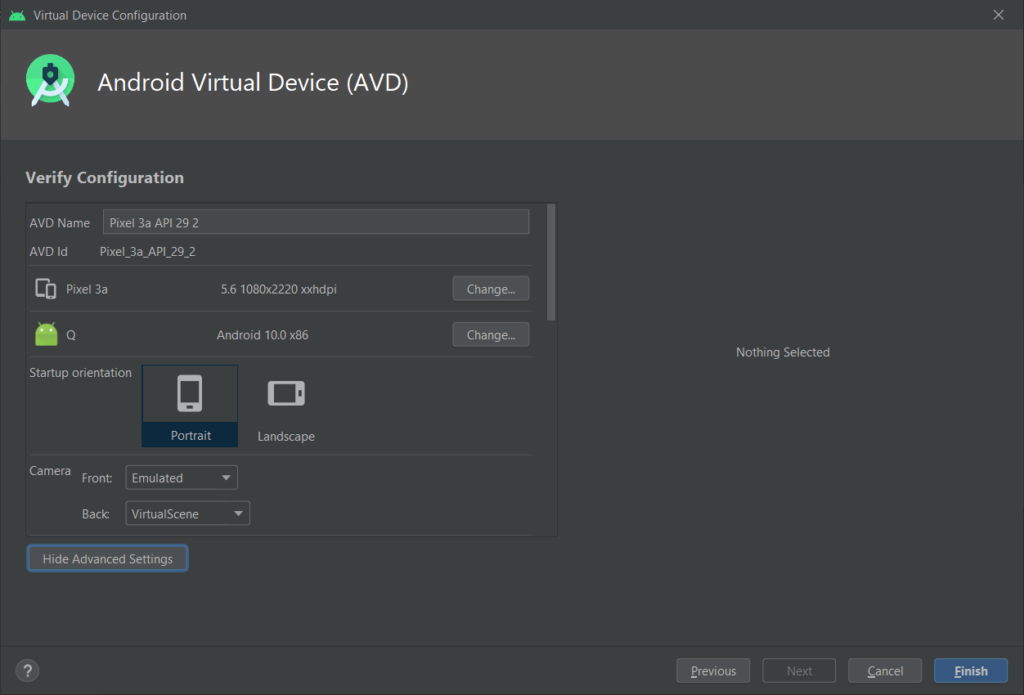 Virtual Device Configuration
Android Virtual Device (AVD)
Verify Configuration
AVD Name Pixel 3a API 29 2
AVD Id Pixel_3a_API_29_2
Pixel 3a 5.6 1080x2220 xxhdpi Change...
Q Android 10.0 x86 Change...
Nothing Selected
Startup orientation
Portrait Landscape
Camera Front: Emulated
Back: VirtualScene
Hide Advanced Settings
? Previous Next Cancel Finish